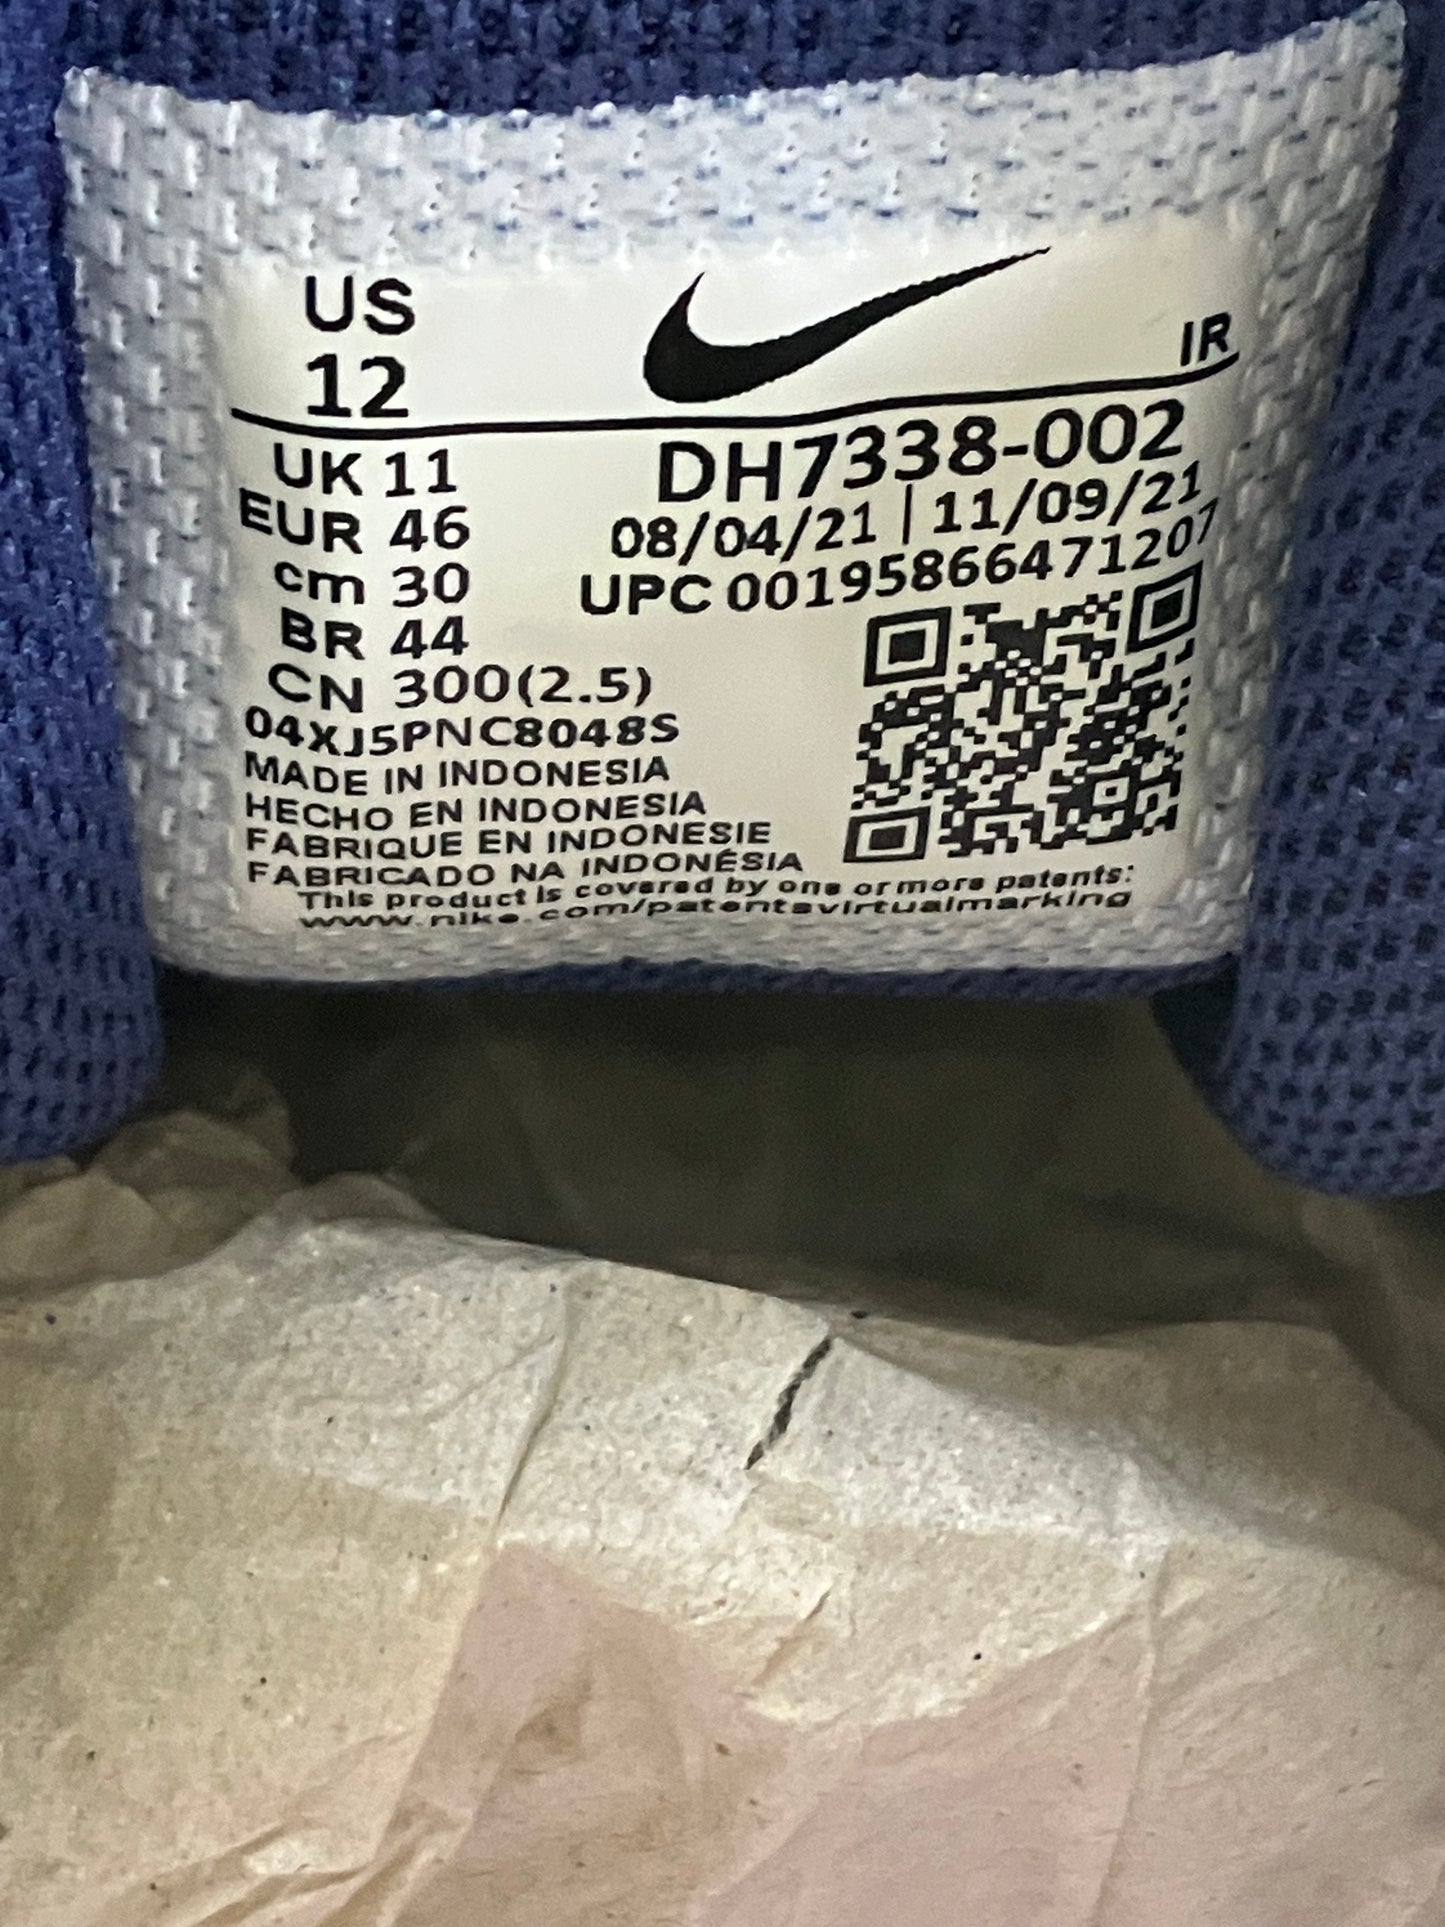 US
12
IR
UK 11
EUR 46
cm 30
BR 44
CN 300(2.5)
DH7338-002
08/04/21 | 11/09/21
UPC 00195866471207
04XJ5PNC8048S
MADE IN INDONESIA
HECHO EN INDONESIA
FABRIQUE EN INDONESIE
FABRICADO NA INDONÉSIA
This product is covered by one or more patents:
www.nike.com/patentsvirtualmarking